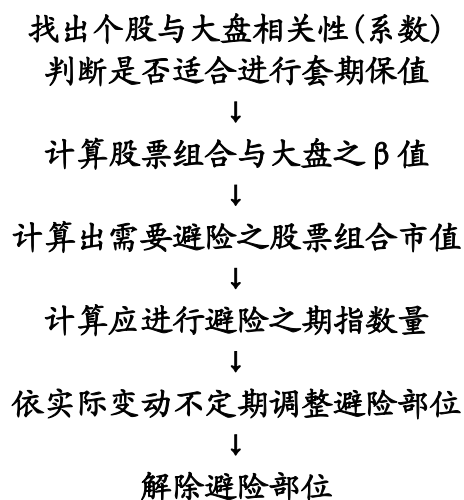 找出个股与大盘相关性(系数)
判断是否适合进行套期保值
↓
计算股票组合与大盘之β值
↓
计算出需要避险之股票组合市值
↓
计算应进行避险之期指数量
↓
依实际变动不定期调整避险部位
↓
解除避险部位